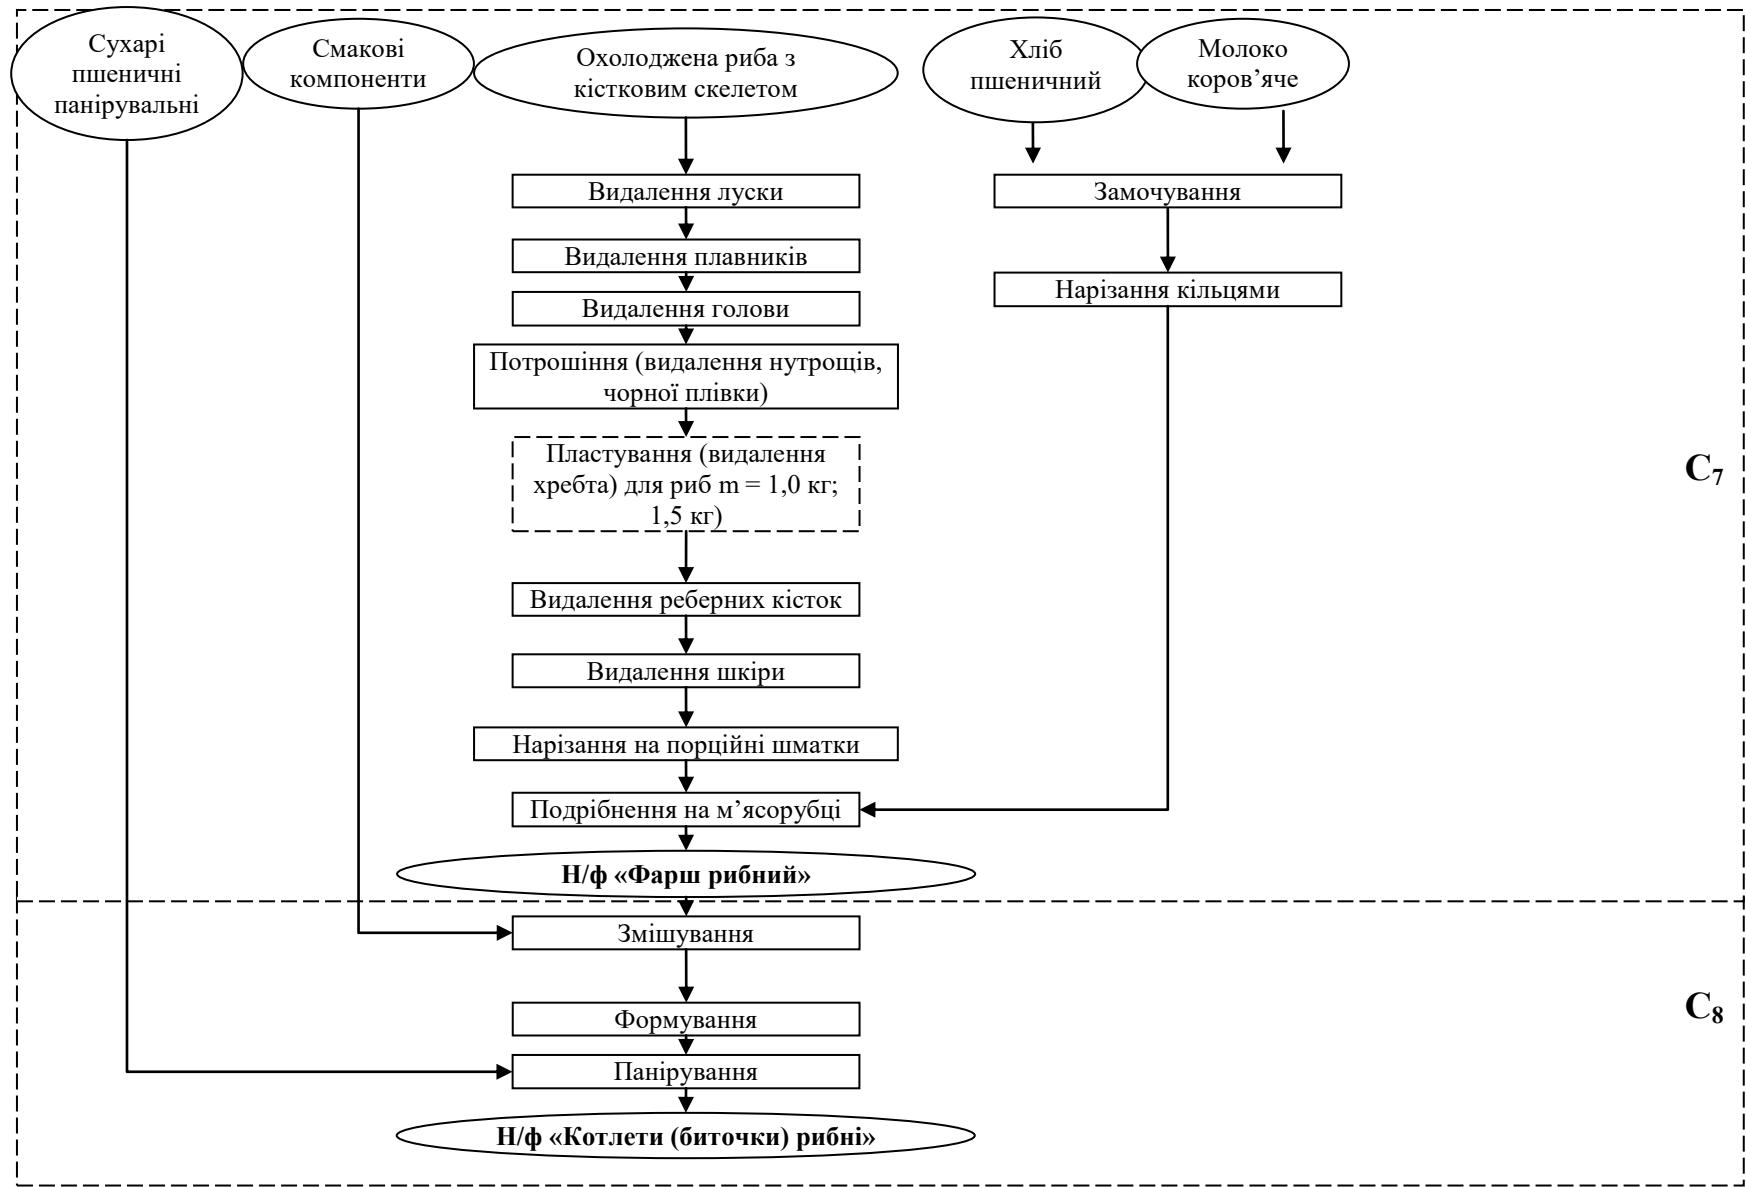 Сухарі
пшеничні
панірувальні
Смакові
компоненти
Охолоджена риба з
кістковим скелетом
Хліб
пшеничний
Молоко
коров’яче
Видалення луски
Замочування
Видалення плавників
Нарізання кільцями
Видалення голови
Потрошіння (видалення нутрощів,
чорної плівки)
Пластування (видалення
хребта) для риб m = 1,0 кг;
1,5 кг)
С₇
Видалення реберних кісток
Видалення шкіри
Нарізання на порційні шматки
Подрібнення на м’ясорубці
Н/ф «Фарш рибний»
Змішування
Формування
С₈
Панірування
Н/ф «Котлети (биточки) рибні»